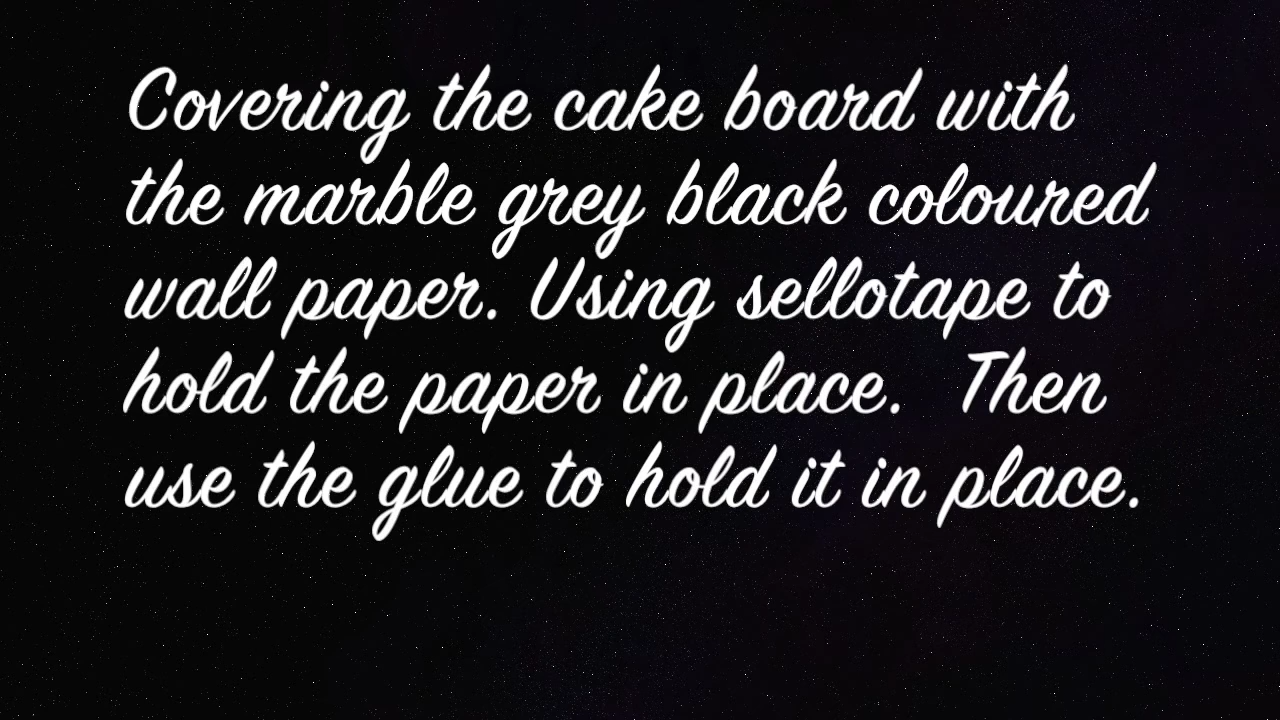 Covering the cake board with
the marble grey black coloured
wall paper. Using sellotape to
hold the paper in place.  Then
use the glue to hold it in place.